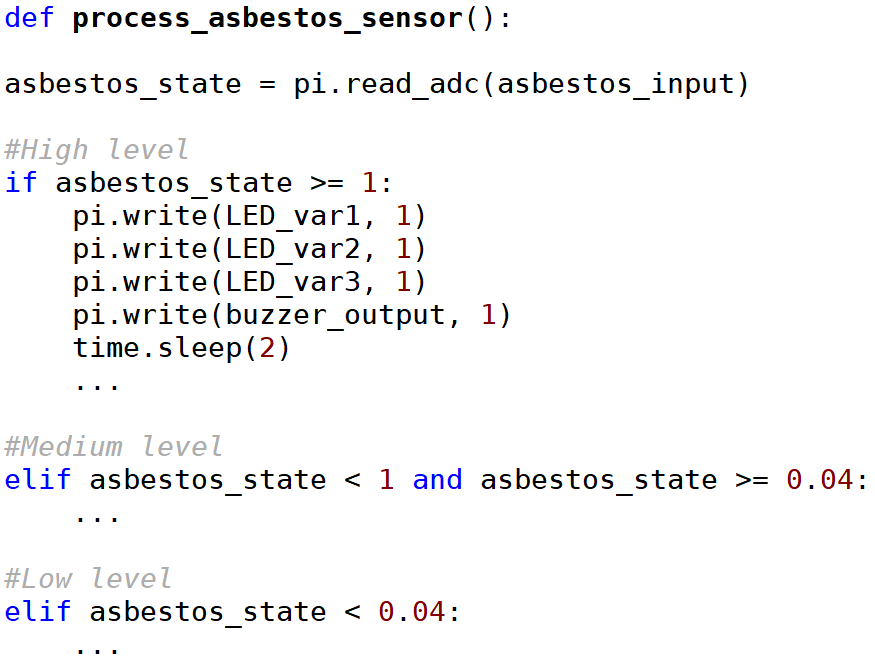 def process_asbestos_sensor():
asbestos_state = pi.read_adc(asbestos_input)
#High level
if asbestos_state >= 1:
    pi.write(LED_var1, 1)
    pi.write(LED_var2, 1)
    pi.write(LED_var3, 1)
    pi.write(buzzer_output, 1)
    time.sleep(2)
    ...
#Medium level
elif asbestos_state < 1 and asbestos_state >= 0.04:
    ...
#Low level
elif asbestos_state < 0.04:
    ...